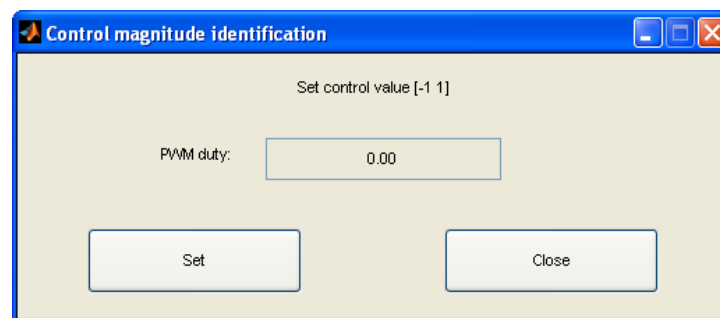 Control magnitude identification
Set control value [-1 1]
PWM duty: 0.00
Set Close